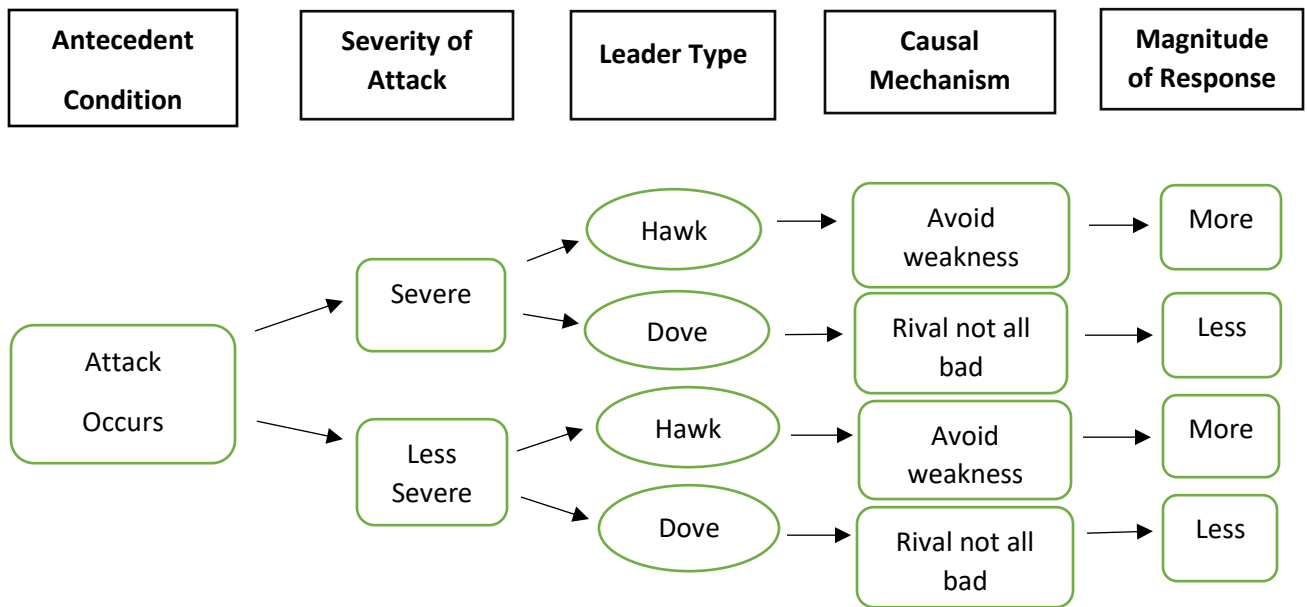 Antecedent
Condition
Severity of
Attack
Leader Type
Causal
Mechanism
Magnitude
of Response
Attack
Occurs
Severe
Less
Severe
Hawk
Dove
Hawk
Dove
Avoid
weakness
Rival not all
bad
Avoid
weakness
Rival not all
bad
More
Less
More
Less